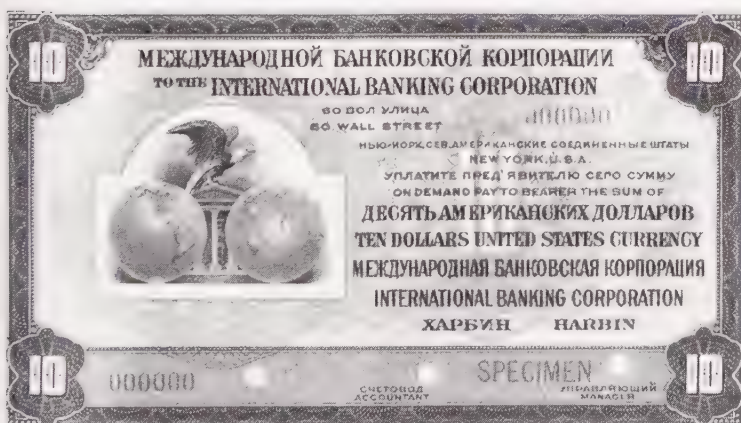 10 10
МЕЖДУНАРОДНОЙ БАНКОВСКОЙ КОРПОРАЦИИ
TO THE INTERNATIONAL BANKING CORPORATION
60 ВОЛ УЛИЦА
60, WALL STREET
000000
НЬЮ-ИОРК, СЕВ. АМЕРИКАНСКИЕ СОЕДИНЕННЫЕ ШТАТЫ
NEW YORK, U.S.A.
УПЛАТИТЕ ПРЕД'ЯВИТЕЛЮ СЕГО СУММУ
ON DEMAND PAY TO BEARER THE SUM OF
ДЕСЯТЬ АМЕРИКАНСКИХ ДОЛЛАРОВ
TEN DOLLARS UNITED STATES CURRENCY
МЕЖДУНАРОДНАЯ БАНКОВСКАЯ КОРПОРАЦИЯ
INTERNATIONAL BANKING CORPORATION
ХАРБИН HARBIN
10 10
000000
SPECIMEN
СЧЕТОВОД УПРАВЛЯЮЩИЙ
ACCOUNTANT MANAGER